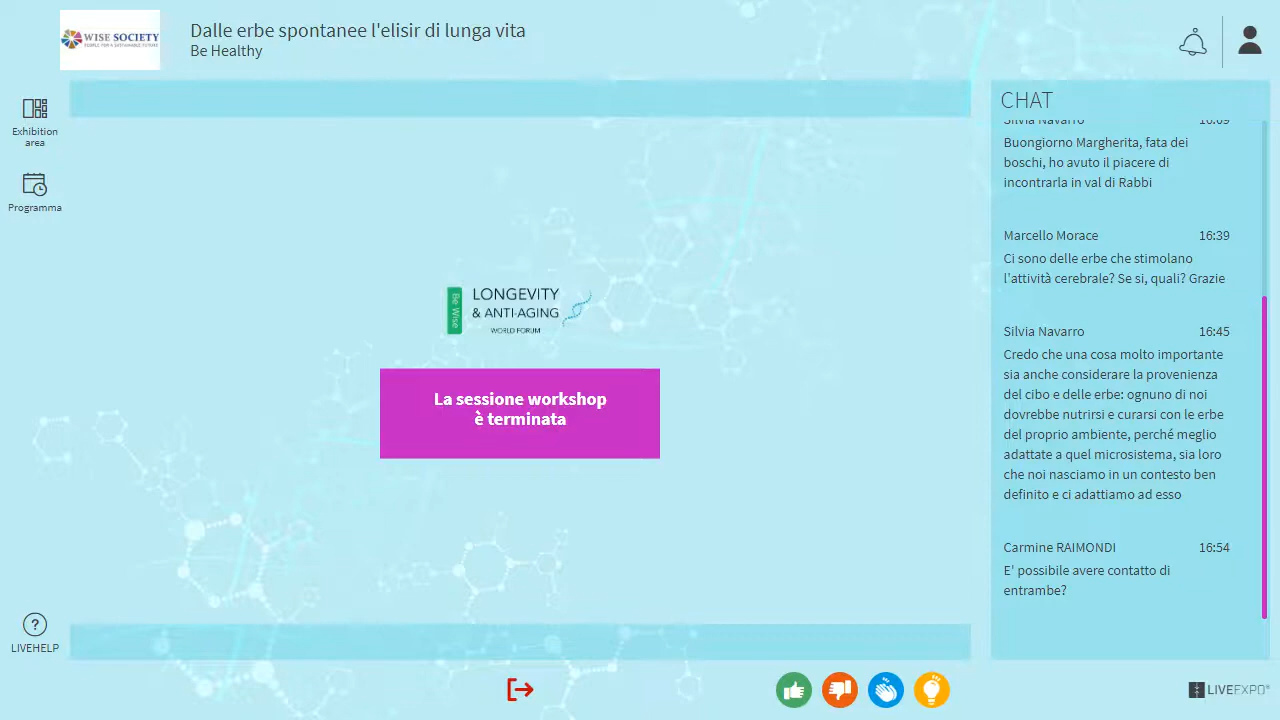 WISE SOCIETY
PEOPLE FOR A SUSTAINABLE FUTURE
Dalle erbe spontanee l'elisir di lunga vita
Be Healthy
Exhibition
area
Programma
Be Wise
LONGEVITY
& ANTI-AGING
WORLD FORUM
La sessione workshop
è terminata
CHAT
Silvia Navarro 16:09
Buongiorno Margherita, fata dei
boschi, ho avuto il piacere di
incontrarla in val di Rabbi
Marcello Morace 16:39
Ci sono delle erbe che stimolano
l'attività cerebrale? Se si, quali? Grazie
Silvia Navarro 16:45
Credo che una cosa molto importante
sia anche considerare la provenienza
del cibo e delle erbe: ognuno di noi
dovrebbe nutrirsi e curarsi con le erbe
del proprio ambiente, perché meglio
adattate a quel microsistema, sia loro
che noi nasciamo in un contesto ben
definito e ci adattiamo ad esso
Carmine RAIMONDI 16:54
E' possibile avere contatto di
entrambe?
?
LIVEHELP
LIVEEXPO®